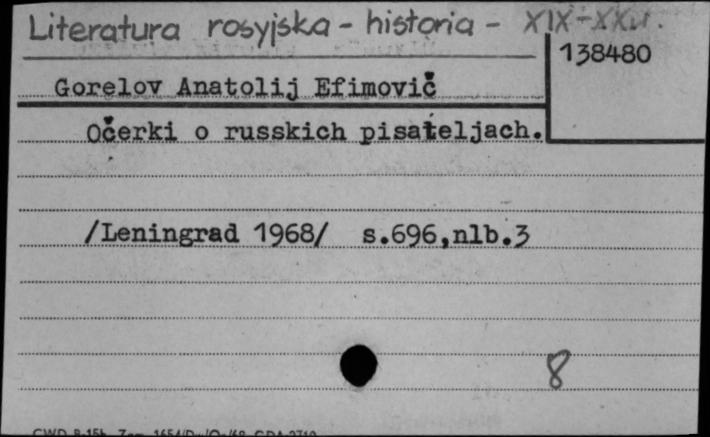 Literatura rosyjska - historia - XIX-XXw.
138480
Gorelov Anatolij Efimovič
Očerki o russkich pisateljach.
/Leningrad 1968/ s.696,nlb.3
8